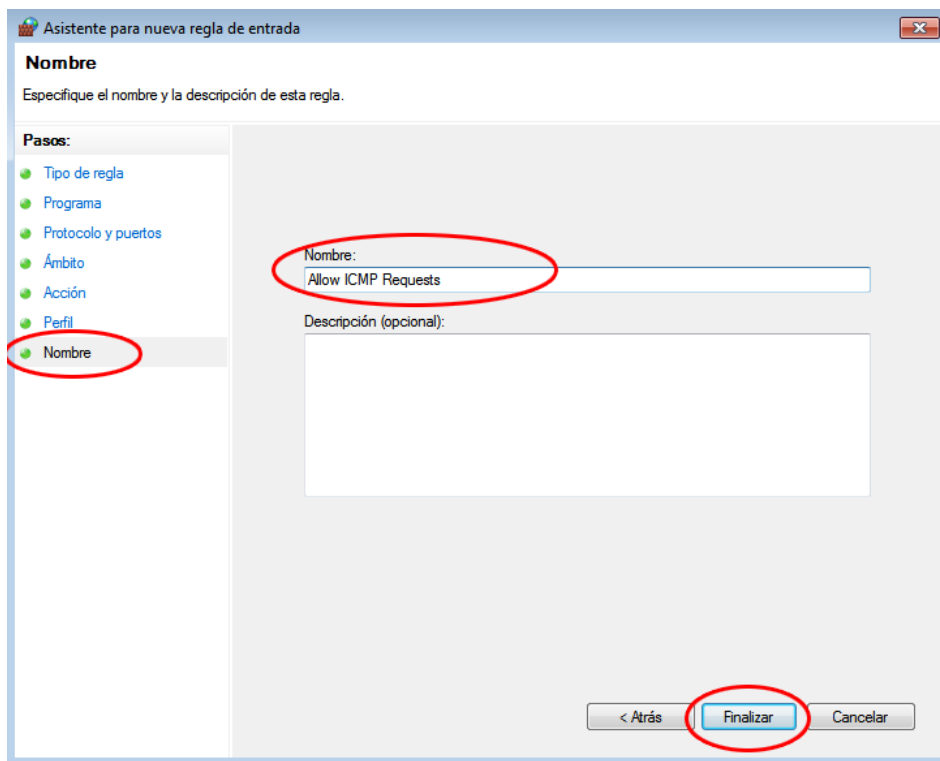 Asistente para nueva regla de entrada
Nombre
Especifique el nombre y la descripción de esta regla.
Pasos:
Tipo de regla
Programa
Protocolo y puertos
Ámbito
Acción
Perfil
Nombre
Nombre:
Allow ICMP Requests
Descripción (opcional):
< Atrás
Finalizar
Cancelar